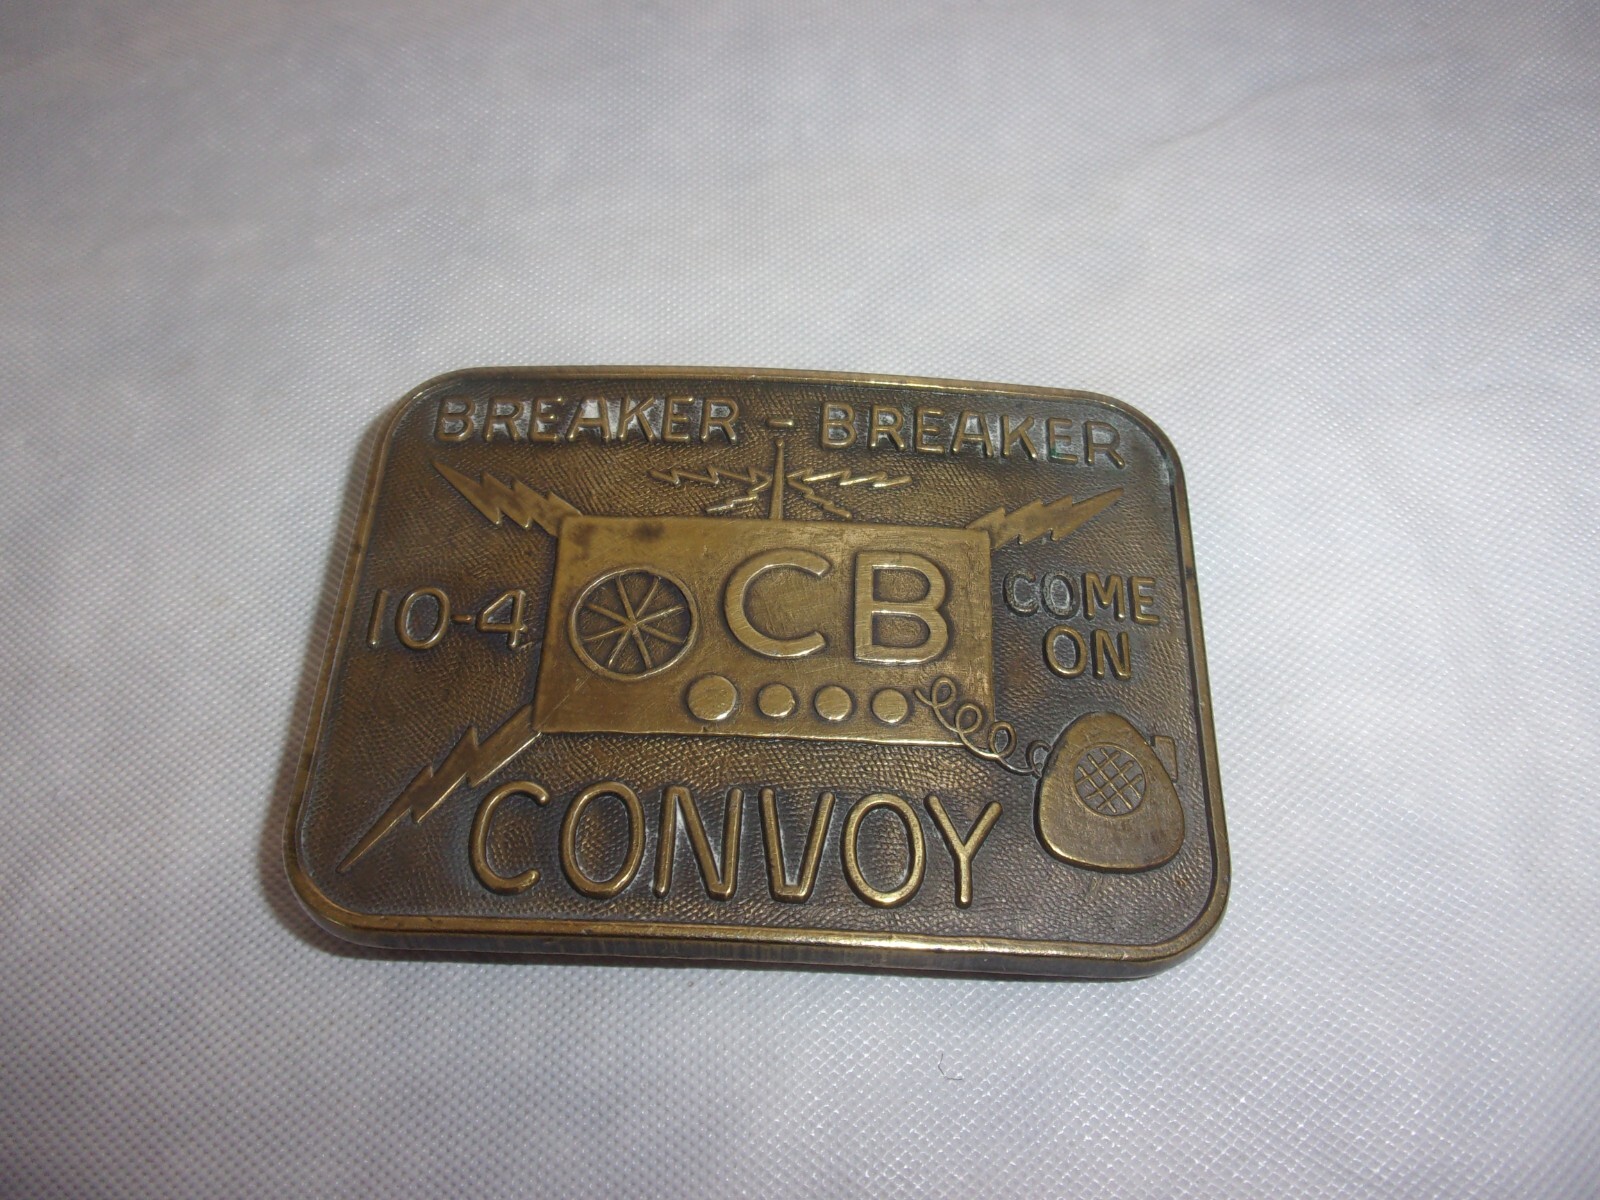 BREAKER - BREAKER
10-4
CB
COME
ON
CONVOY